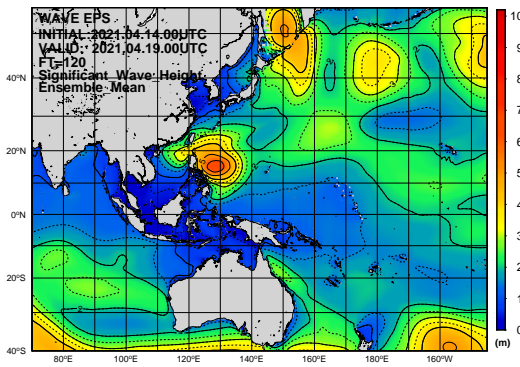 WAVE EPS
INITIAL:2021.04.14.00UTC
VALID: 2021.04.19.00UTC
FT=120
Significant Wave Height
Ensemble Mean
40°N
20°N
0°N
20°S
40°S
80°E 100°E 120°E 140°E 160°E 180°E 160°W
10
9
8
7
6
5
4
3
2
1
0
(m)